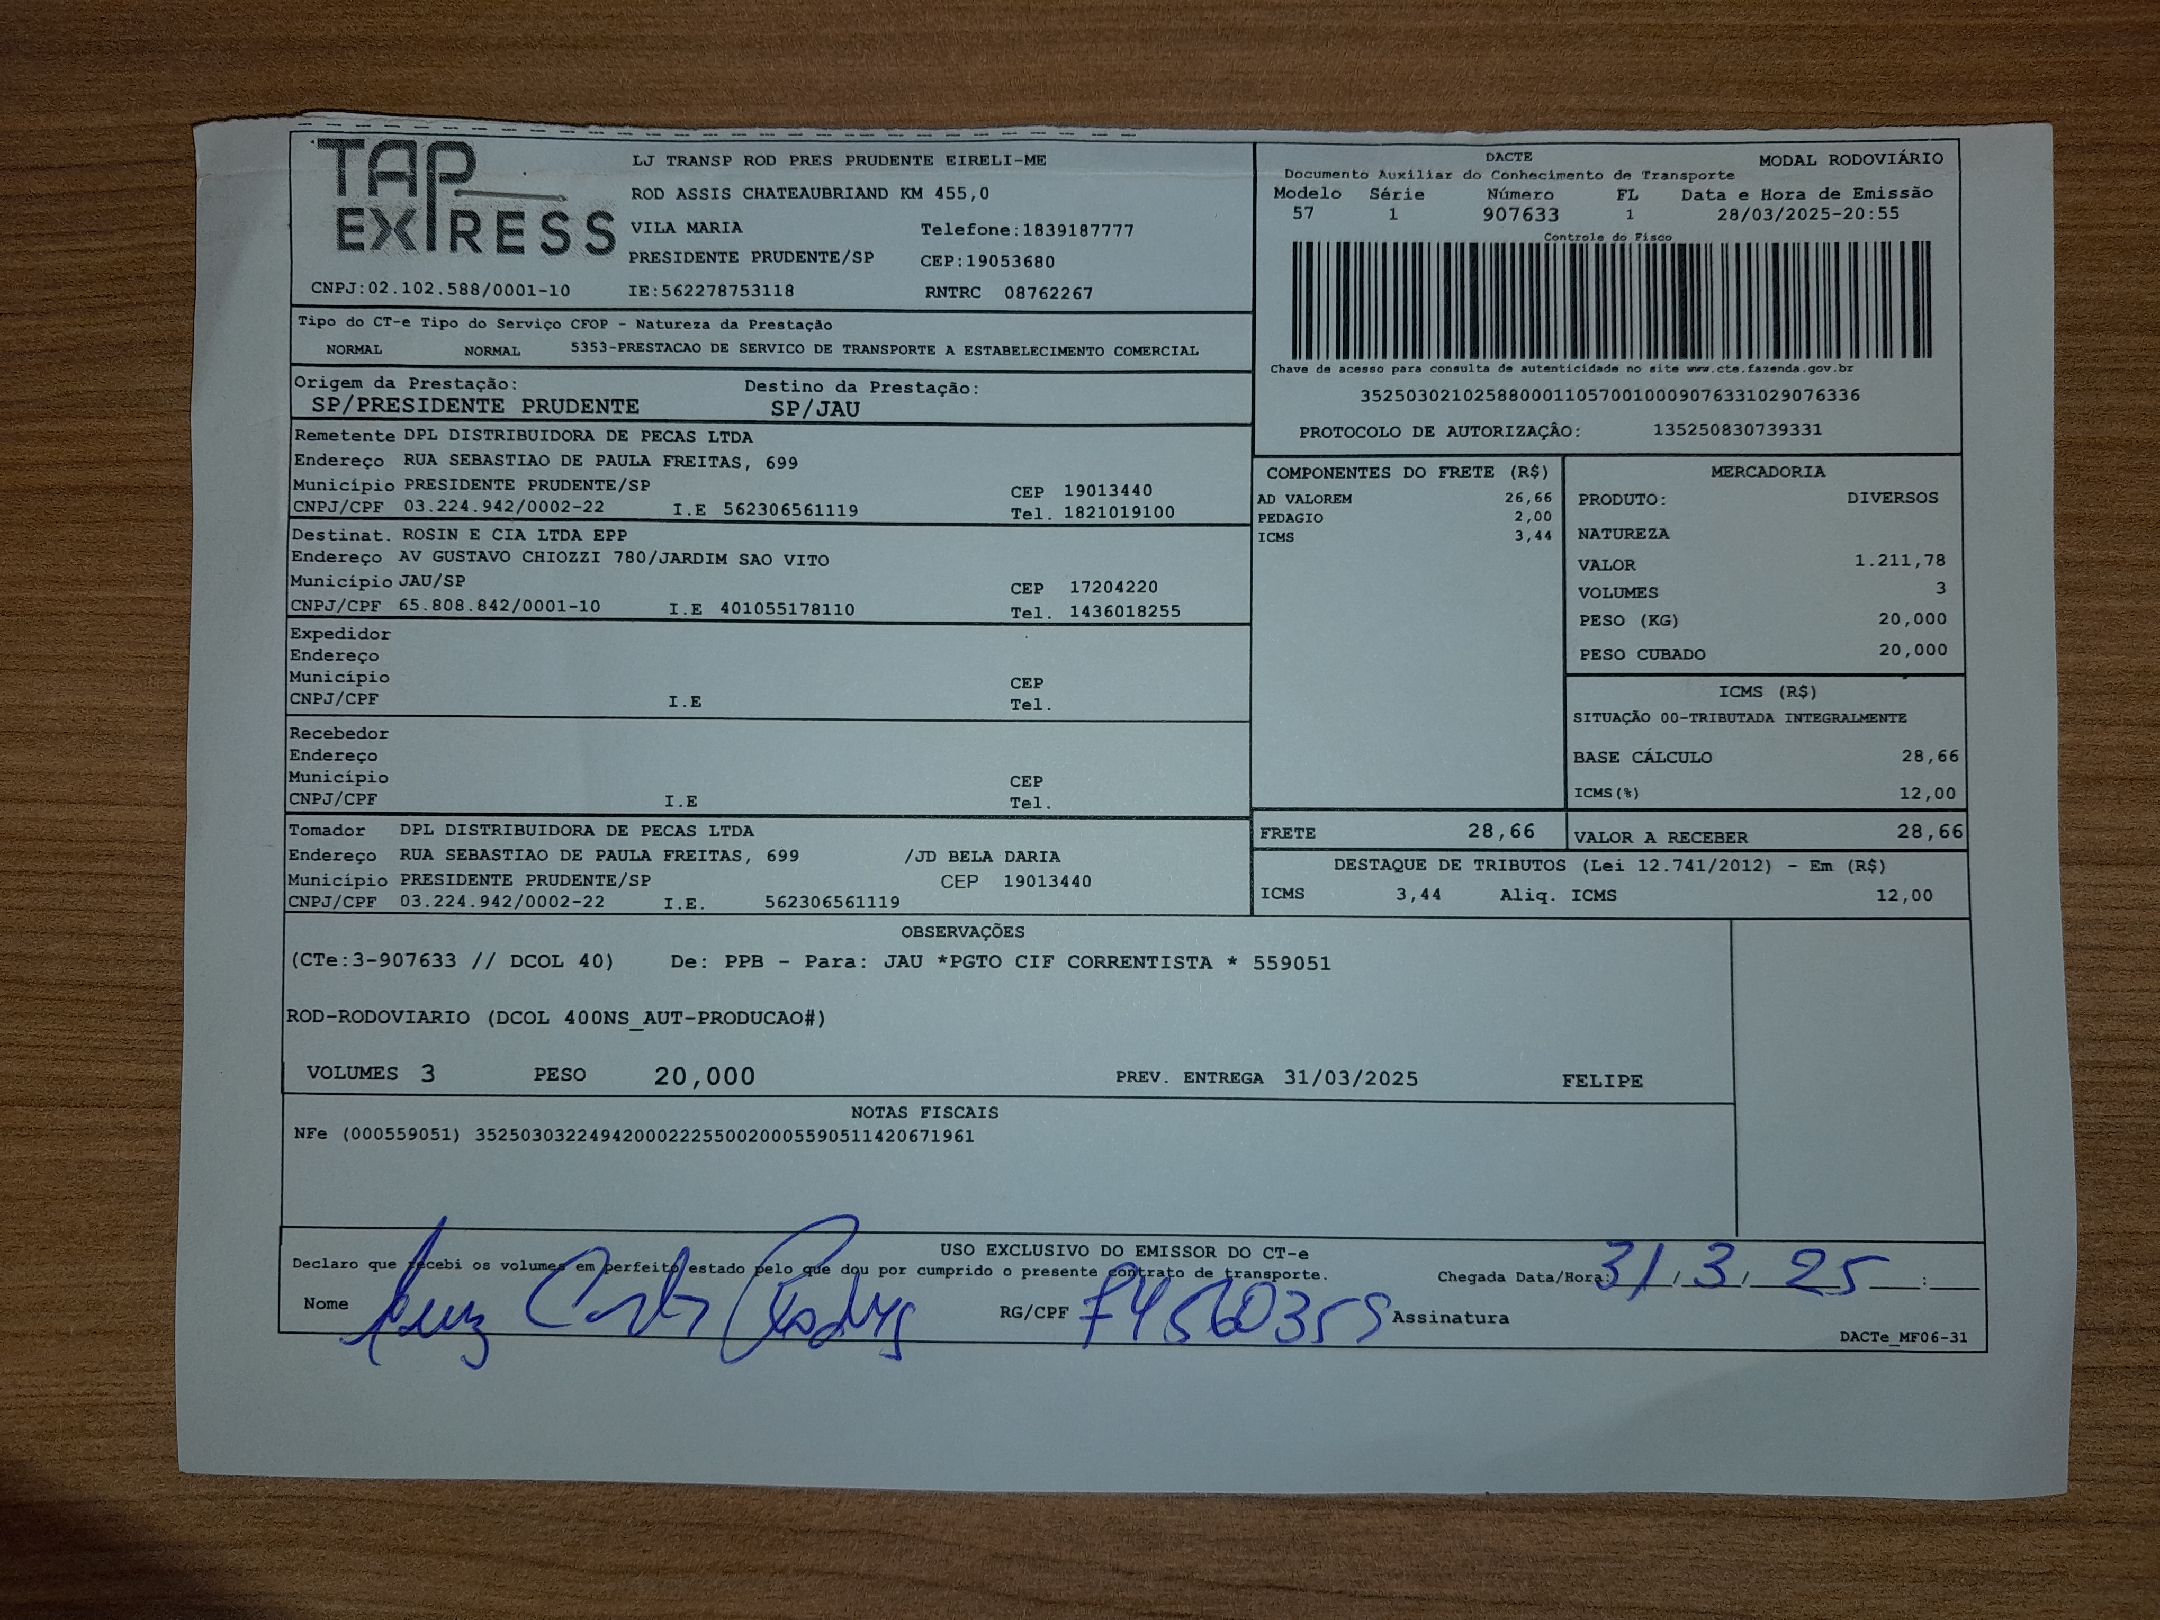 TAP EXPRESS
LJ TRANSP ROD PRES PRUDENTE EIRELI-ME
ROD ASSIS CHATEAUBRIAND KM 455,0
VILA MARIA Telefone:1839187777
PRESIDENTE PRUDENTE/SP CEP:19053680
CNPJ:02.102.588/0001-10 IE:562278753118 RNTRC 08762267
DACTE MODAL RODOVIÁRIO
Documento Auxiliar do Conhecimento de Transporte
Modelo Série Número FL Data e Hora de Emissão
57 1 907633 1 28/03/2025-20:55
Controle do Fisco
Chave de acesso para consulta de autenticidade no site www.cte.fazenda.gov.br
35250302102588000110570010009076331029076336
PROTOCOLO DE AUTORIZAÇÂO: 135250830739331
Tipo do CT-e Tipo do Serviço CFOP - Natureza da Prestação
NORMAL NORMAL 5353-PRESTACAO DE SERVICO DE TRANSPORTE A ESTABELECIMENTO COMERCIAL
Origem da Prestação: Destino da Prestação:
SP/PRESIDENTE PRUDENTE SP/JAU
Remetente DPL DISTRIBUIDORA DE PECAS LTDA
Endereço RUA SEBASTIAO DE PAULA FREITAS, 699
Município PRESIDENTE PRUDENTE/SP CEP 19013440
CNPJ/CPF 03.224.942/0002-22 I.E 562306561119 Tel. 1821019100
Destinat. ROSIN E CIA LTDA EPP
Endereço AV GUSTAVO CHIOZZI 780/JARDIM SAO VITO
Município JAU/SP CEP 17204220
CNPJ/CPF 65.808.842/0001-10 I.E 401055178110 Tel. 1436018255
Expedidor
Endereço
Município CEP
CNPJ/CPF I.E Tel.
Recebedor
Endereço
Município CEP
CNPJ/CPF I.E Tel.
Tomador DPL DISTRIBUIDORA DE PECAS LTDA
Endereço RUA SEBASTIAO DE PAULA FREITAS, 699 /JD BELA DARIA
Município PRESIDENTE PRUDENTE/SP CEP 19013440
CNPJ/CPF 03.224.942/0002-22 I.E. 562306561119
COMPONENTES DO FRETE (R$)
AD VALOREM 26,66
PEDAGIO 2,00
ICMS 3,44
MERCADORIA
PRODUTO: DIVERSOS
NATUREZA
VALOR 1.211,78
VOLUMES 3
PESO (KG) 20,000
PESO CUBADO 20,000
ICMS (R$)
SITUAÇÃO 00-TRIBUTADA INTEGRALMENTE
BASE CÁLCULO 28,66
ICMS(%) 12,00
FRETE 28,66 VALOR A RECEBER 28,66
DESTAQUE DE TRIBUTOS (Lei 12.741/2012) - Em (R$)
ICMS 3,44 Aliq. ICMS 12,00
OBSERVAÇÕES
(CTe:3-907633 // DCOL 40) De: PPB - Para: JAU *PGTO CIF CORRENTISTA * 559051
ROD-RODOVIARIO (DCOL 400NS_AUT-PRODUCAO#)
VOLUMES 3 PESO 20,000 PREV. ENTREGA 31/03/2025 FELIPE
NOTAS FISCAIS
NFe (000559051) 35250303224942000222550020005590511420671961
USO EXCLUSIVO DO EMISSOR DO CT-e
Declaro que recebi os volumes em perfeito estado pelo que dou por cumprido o presente contrato de transporte. Chegada Data/Hora: 31/3/25 :
Nome Luiz Carlos RG/CPF Assinatura
DACTe_MF06-31